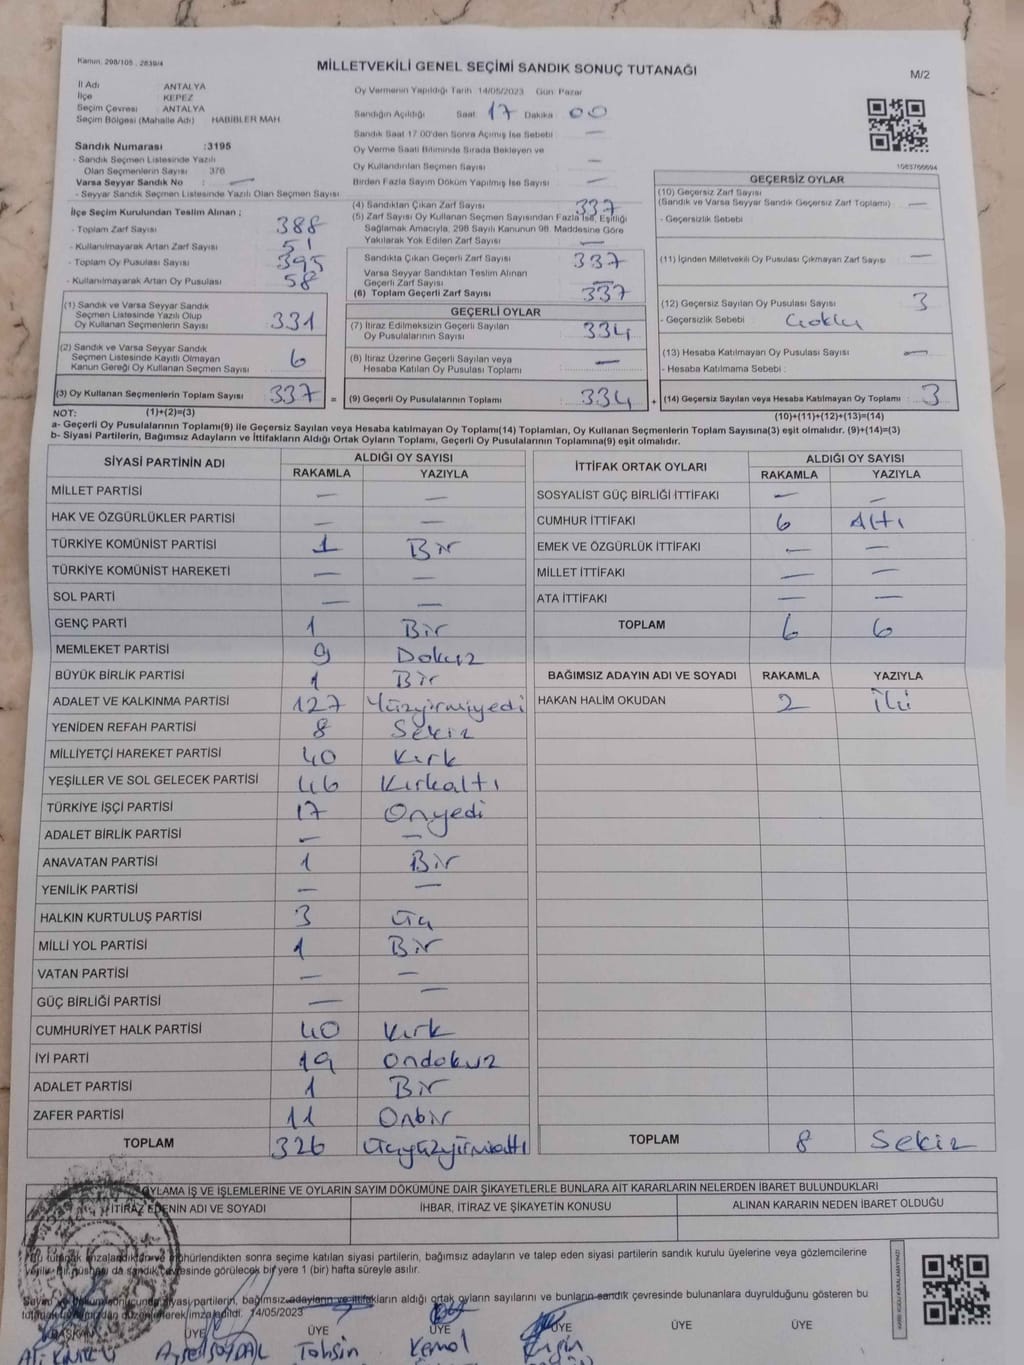 Kanun, 298/105 , 2839/4
MİLLETVEKİLİ GENEL SEÇİMİ SANDIK SONUÇ TUTANAĞI
M/2
İl Adı ANTALYA
İlçe KEPEZ
Seçim Çevresi ANTALYA
Seçim Bölgesi (Mahalle Adı) HABİBLER MAH
Oy Vermenin Yapıldığı Tarih 14/05/2023 Gün: Pazar
Sandığın Açıldığı Saat 17 Dakika 00
Sandık Saat 17.00'den Sonra Açılmış İse Sebebi —
Oy Verme Saati Bitiminde Sırada Bekleyen ve
Oy Kullandırılan Seçmen Sayısı —
Birden Fazla Sayım Döküm Yapılmış İse Sayısı —
1083766694
Sandık Numarası :3195
- Sandık Seçmen Listesinde Yazılı
Olan Seçmenlerin Sayısı 376
Varsa Seyyar Sandık No : —
- Seyyar Sandık Seçmen Listesinde Yazılı Olan Seçmen Sayısı
İlçe Seçim Kurulundan Teslim Alınan ;
- Toplam Zarf Sayısı 388
- Kullanılmayarak Artan Zarf Sayısı 51
- Toplam Oy Pusulası Sayısı 395
- Kullanılmayarak Artan Oy Pusulası 58
(1) Sandık ve Varsa Seyyar Sandık
Seçmen Listesinde Yazılı Olup
Oy Kullanan Seçmenlerin Sayısı 331
(2) Sandık ve Varsa Seyyar Sandık
Seçmen Listesinde Kayıtlı Olmayan
Kanun Gereği Oy Kullanan Seçmen Sayısı 6
(3) Oy Kullanan Seçmenlerin Toplam Sayısı 337 =
(4) Sandıktan Çıkan Zarf Sayısı 337
(5) Zarf Sayısı Oy Kullanan Seçmen Sayısından Fazla İse, Eşitliği
Sağlamak Amacıyla, 298 Sayılı Kanunun 98. Maddesine Göre
Yakılarak Yok Edilen Zarf Sayısı —
Sandıkta Çıkan Geçerli Zarf Sayısı 337
Varsa Seyyar Sandıktan Teslim Alınan
Geçerli Zarf Sayısı —
(6) Toplam Geçerli Zarf Sayısı 337
GEÇERLİ OYLAR
(7) İtiraz Edilmeksizin Geçerli Sayılan
Oy Pusulalarının Sayısı 334
(8) İtiraz Üzerine Geçerli Sayılan veya
Hesaba Katılan Oy Pusulası Toplamı —
(9) Geçerli Oy Pusulalarının Toplamı : 334 +
GEÇERSİZ OYLAR
(10) Geçersiz Zarf Sayısı
(Sandık ve Varsa Seyyar Sandık Geçersiz Zarf Toplamı) : —
- Geçersizlik Sebebi :
(11) İçinden Milletvekili Oy Pusulası Çıkmayan Zarf Sayısı : —
(12) Geçersiz Sayılan Oy Pusulası Sayısı 3
- Geçersizlik Sebebi :
(13) Hesaba Katılmayan Oy Pusulası Sayısı —
- Hesaba Katılmama Sebebi :
(14) Geçersiz Sayılan veya Hesaba Katılmayan Oy Toplamı : 3
NOT: (1)+(2)=(3)
(10)+(11)+(12)+(13)=(14)
a- Geçerli Oy Pusulalarının Toplamı(9) ile Geçersiz Sayılan veya Hesaba katılmayan Oy Toplamı(14) Toplamları, Oy Kullanan Seçmenlerin Toplam Sayısına(3) eşit olmalıdır. (9)+(14)=(3)
b- Siyasi Partilerin, Bağımsız Adayların ve İttifakların Aldığı Ortak Oyların Toplamı, Geçerli Oy Pusulalarının Toplamına(9) eşit olmalıdır.
SİYASİ PARTİNİN ADI ALDIĞI OY SAYISI
RAKAMLA YAZIYLA
MİLLET PARTİSİ — —
HAK VE ÖZGÜRLÜKLER PARTİSİ — —
TÜRKİYE KOMÜNİST PARTİSİ 1 Bir
TÜRKİYE KOMÜNİST HAREKETİ — —
SOL PARTİ — —
GENÇ PARTİ 1 Bir
MEMLEKET PARTİSİ 9 Dokuz
BÜYÜK BİRLİK PARTİSİ 1 Bir
ADALET VE KALKINMA PARTİSİ 127 Yüzyirmiyedi
YENİDEN REFAH PARTİSİ 8 Sekiz
MİLLİYETÇİ HAREKET PARTİSİ 40 Kırk
YEŞİLLER VE SOL GELECEK PARTİSİ 46 Kırkaltı
TÜRKİYE İŞÇİ PARTİSİ 17 Onyedi
ADALET BİRLİK PARTİSİ — —
ANAVATAN PARTİSİ 1 Bir
YENİLİK PARTİSİ — —
HALKIN KURTULUŞ PARTİSİ 3 Üç
MİLLİ YOL PARTİSİ 1 Bir
VATAN PARTİSİ — —
GÜÇ BİRLİĞİ PARTİSİ — —
CUMHURİYET HALK PARTİSİ 40 Kırk
İYİ PARTİ 19 Ondokuz
ADALET PARTİSİ 1 Bir
ZAFER PARTİSİ 11 Onbir
TOPLAM 326 Üçyüzyirmialtı
İTTİFAK ORTAK OYLARI ALDIĞI OY SAYISI
RAKAMLA YAZIYLA
SOSYALİST GÜÇ BİRLİĞİ İTTİFAKI — —
CUMHUR İTTİFAKI 6 Altı
EMEK VE ÖZGÜRLÜK İTTİFAKI — —
MİLLET İTTİFAKI — —
ATA İTTİFAKI — —
TOPLAM 6 6
BAĞIMSIZ ADAYIN ADI VE SOYADI RAKAMLA YAZIYLA
HAKAN HALİM OKUDAN 2 İki
TOPLAM 8 Sekiz
OYLAMA İŞ VE İŞLEMLERİNE VE OYLARIN SAYIM DÖKÜMÜNE DAİR ŞİKAYETLERLE BUNLARA AİT KARARLARIN NELERDEN İBARET BULUNDUKLARI
İTİRAZ EDENİN ADI VE SOYADI İHBAR, İTİRAZ VE ŞİKAYETİN KONUSU ALINAN KARARIN NEDEN İBARET OLDUĞU
Bu tutanak imzalandıktan ve mühürlendikten sonra seçime katılan siyasi partilerin, bağımsız adayların ve talep eden siyasi partilerin sandık kurulu üyelerine veya gözlemcilerine
verilir. Bir nüshası da sandık çevresinde görülecek bir yere 1 (bir) hafta süreyle asılır.
Sayım ve döküm sonucunda siyasi partilerin, bağımsız adayların ve ittifakların aldığı ortak oyların sayılarını ve bunların sandık çevresinde bulunanlara duyrulduğunu gösteren bu
tutanak tarafımızdan düzenlenerek imzalandı. 14/05/2023
BAŞKAN ÜYE ÜYE ÜYE ÜYE ÜYE ÜYE
Ali Aysel SOYDAL Tahsin Kemal